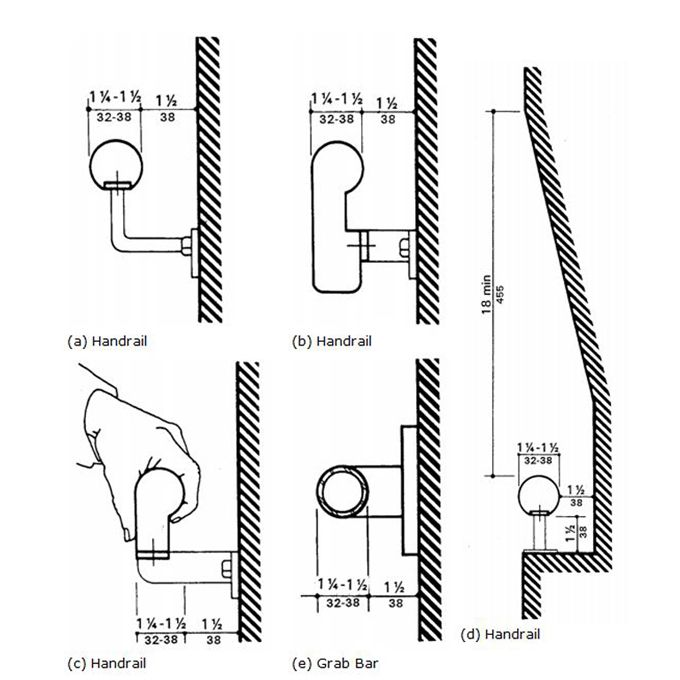 1 ¼-1 ½ 1 ½
32-38 38
(a) Handrail
1 ¼-1 ½ 1 ½
32-38 38
(b) Handrail
1 ¼-1 ½ 1 ½
32-38 38
(c) Handrail
1 ¼-1 ½ 1 ½
32-38 38
(e) Grab Bar
18 min
455
1 ¼-1 ½
32-38
1 ½
38
1 ½
38
(d) Handrail